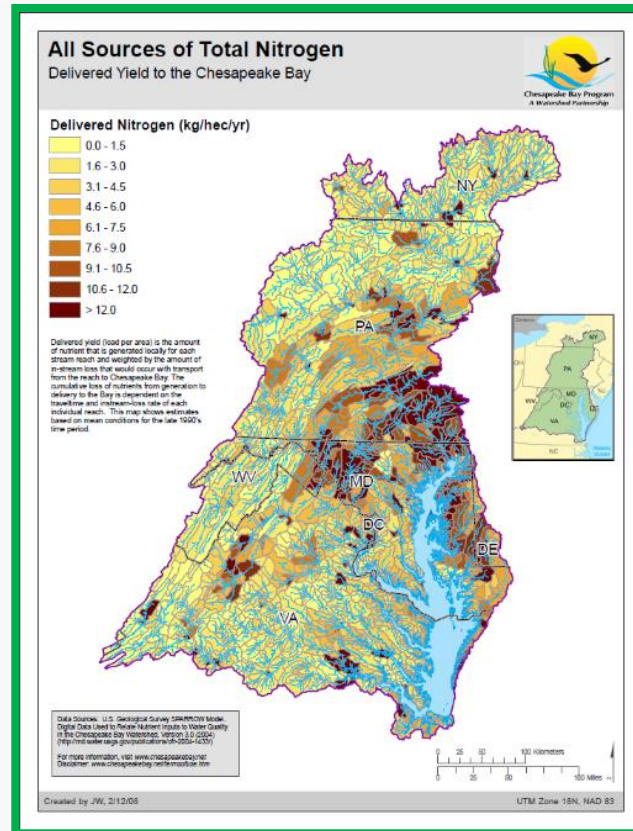 All Sources of Total Nitrogen
Delivered Yield to the Chesapeake Bay
Chesapeake Bay Program
A Watershed Partnership
Delivered Nitrogen (kg/hec/yr)
0.0 - 1.5
1.6 - 3.0
3.1 - 4.5
4.6 - 6.0
6.1 - 7.5
7.6 - 9.0
9.1 - 10.5
10.6 - 12.0
> 12.0
NY
PA
WV
MD
DC
DE
VA
Delivered yield (load per area) is the amount
of nutrient that is generated locally for each
stream reach and weighted by the amount of
in-stream loss that would occur with transport
from the reach to Chesapeake Bay. The
cumulative loss of nutrients from generation to
delivery to the Bay is dependent on the
traveltime and instream-loss rate of each
individual reach. This map shows estimates
based on mean conditions for the late 1990's
time period.
NY
OH
PA
MD
WV
DC
DE
VA
NC
Data Sources: U.S. Geological Survey SPARROW Model,
Digital Data Used to Relate Nutrient Inputs to Water Quality
in the Chesapeake Bay Watershed, Version 3.0 (2004)
For more information, visit www.chesapeakebay.net
0 25 50 100 Kilometers
0 25 50 100 Miles
Created by JW, 2/12/08
UTM Zone 18N, NAD 83